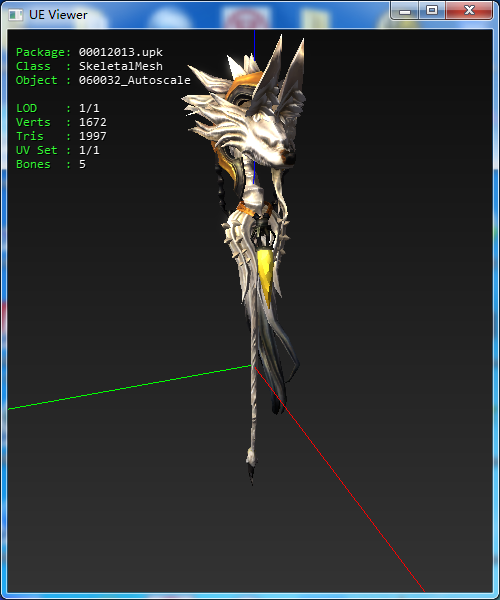 UE Viewer
Package: 00012013.upk
Class  : SkeletalMesh
Object : 060032_Autoscale
LOD    : 1/1
Verts  : 1672
Tris   : 1997
UV Set : 1/1
Bones  : 5